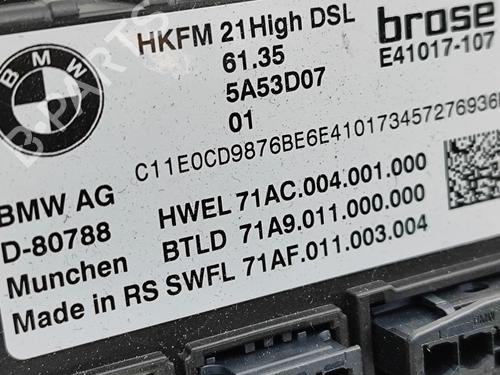 BMW
HKFM 21High DSL
brose
61.35
E41017-107
5A53D07
01
C11E0CD9876BE6E410173457276936
BMW AG
HWEL 71AC.004.001.000
D-80788
BTLD 71A9.011.000.000
Munchen
SWFL 71AF.011.003.004
Made in RS